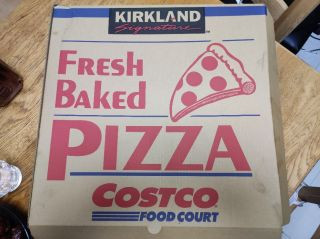 KIRKLAND
Signature
FRESH
BAKED
PIZZA
COSTCO
FOOD COURT